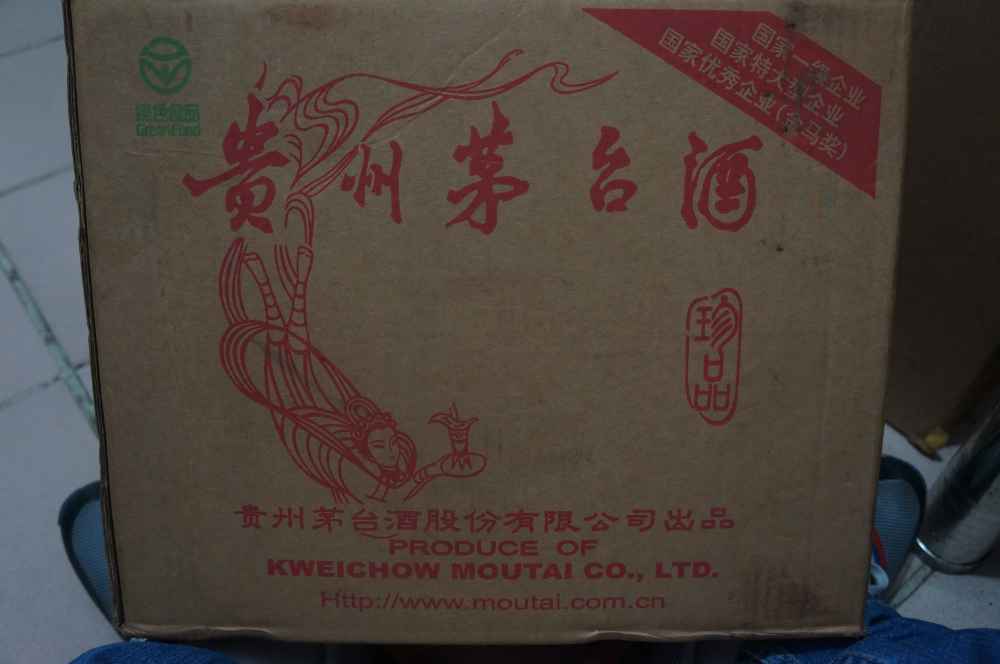 绿色食品
GreenFood
国家一级企业
国家特大型企业
国家优秀企业(金马奖)
贵州茅台酒
珍品
贵州茅台酒股份有限公司出品
PRODUCE OF
KWEICHOW MOUTAI CO., LTD.
Http://www.moutai.com.cn